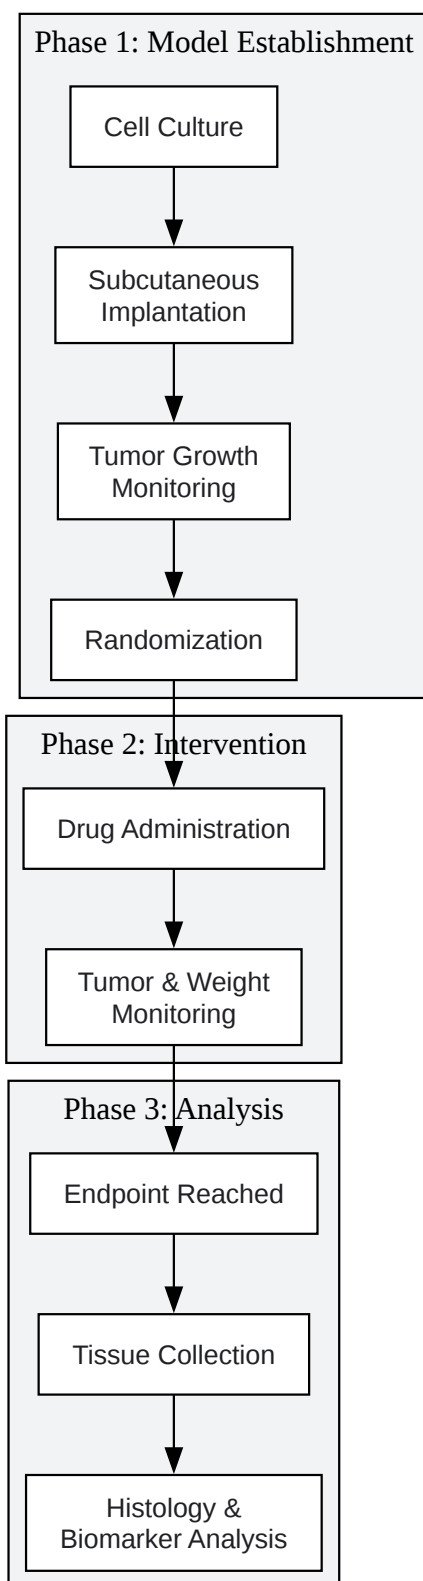 Phase 1: Model Establishment
Cell Culture
Subcutaneous
Implantation
Tumor Growth
Monitoring
Randomization
Phase 2: Intervention
Drug Administration
Tumor & Weight
Monitoring
Phase 3: Analysis
Endpoint Reached
Tissue Collection
Histology &
Biomarker Analysis